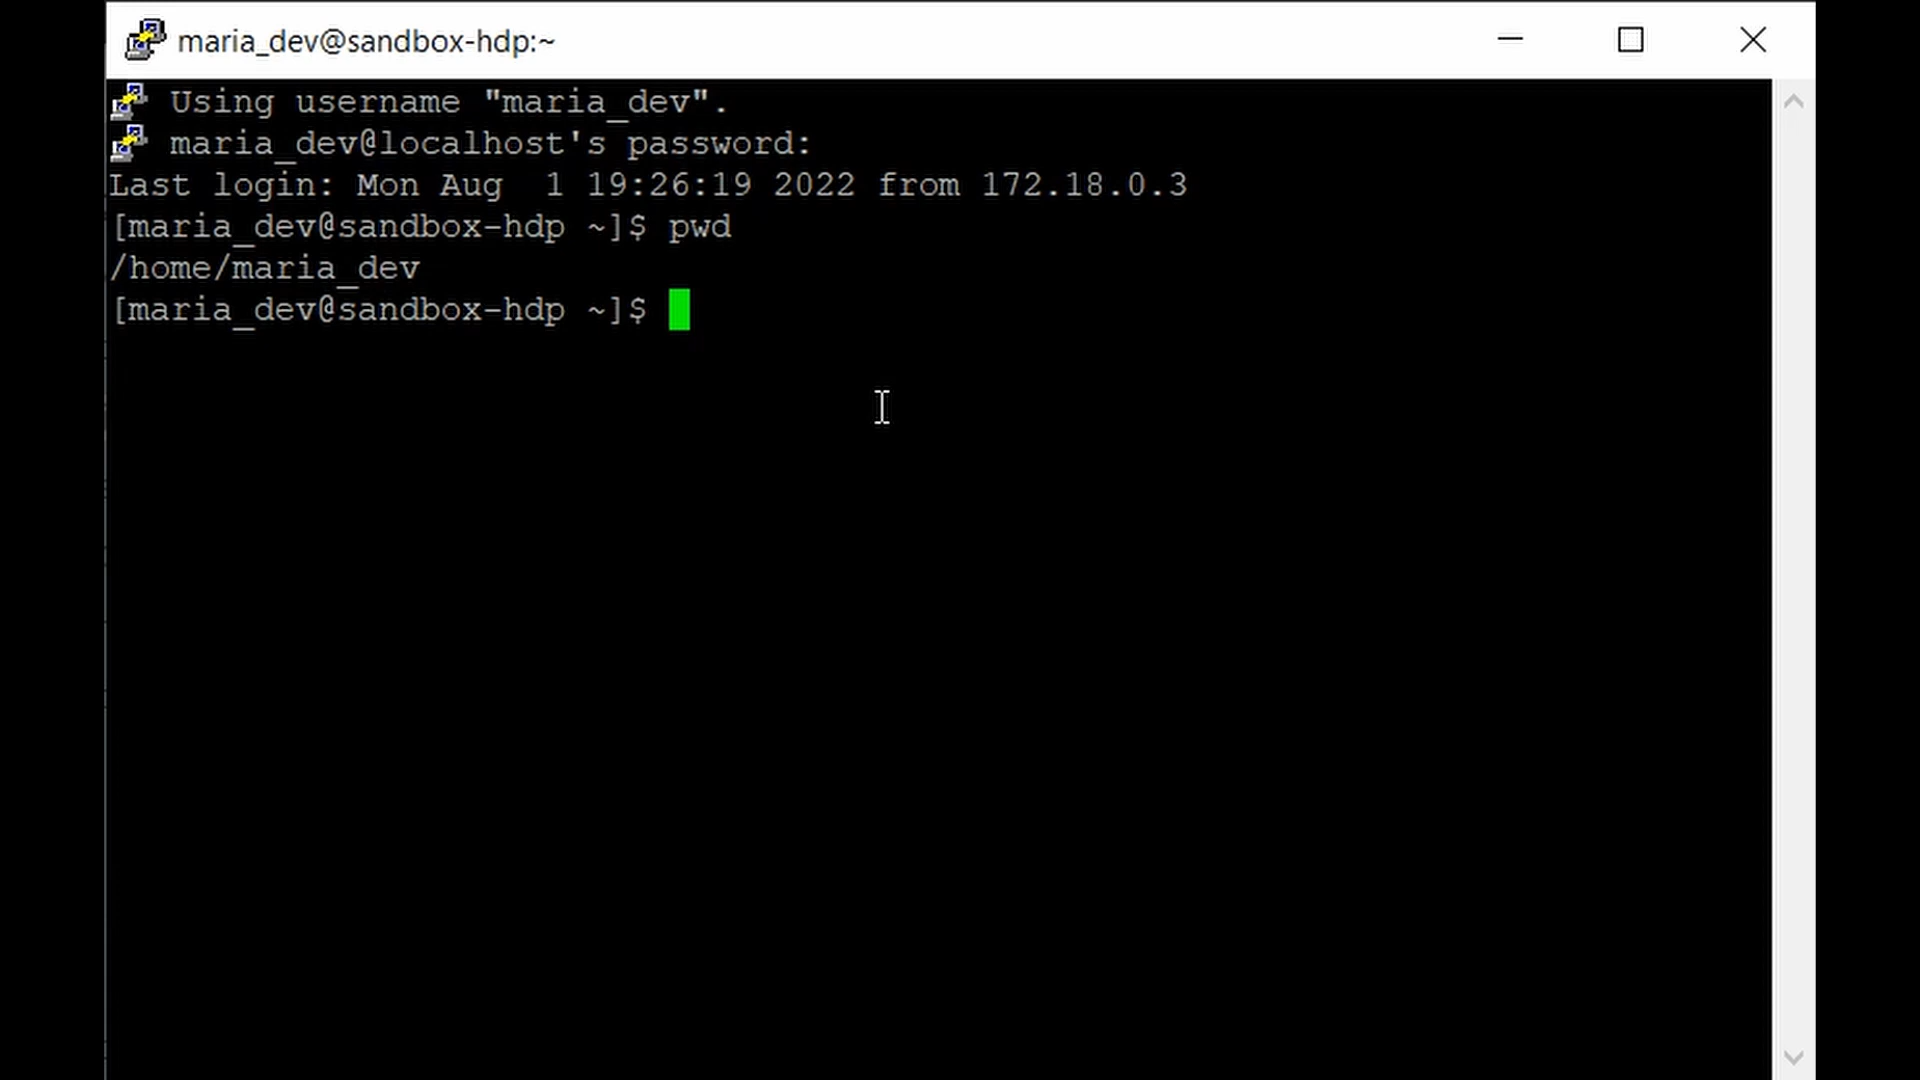 maria_dev@sandbox-hdp:~
Using username "maria_dev".
maria_dev@localhost's password:
Last login: Mon Aug  1 19:26:19 2022 from 172.18.0.3
[maria_dev@sandbox-hdp ~]$ pwd
/home/maria_dev
[maria_dev@sandbox-hdp ~]$